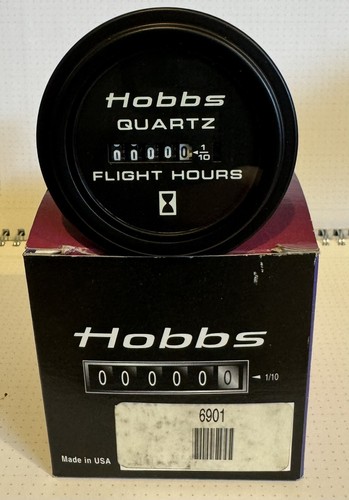 Hobbs
QUARTZ
00000 ◄ 1/10
FLIGHT HOURS
Hobbs
000000 ◄ 1/10
6901
Made in USA